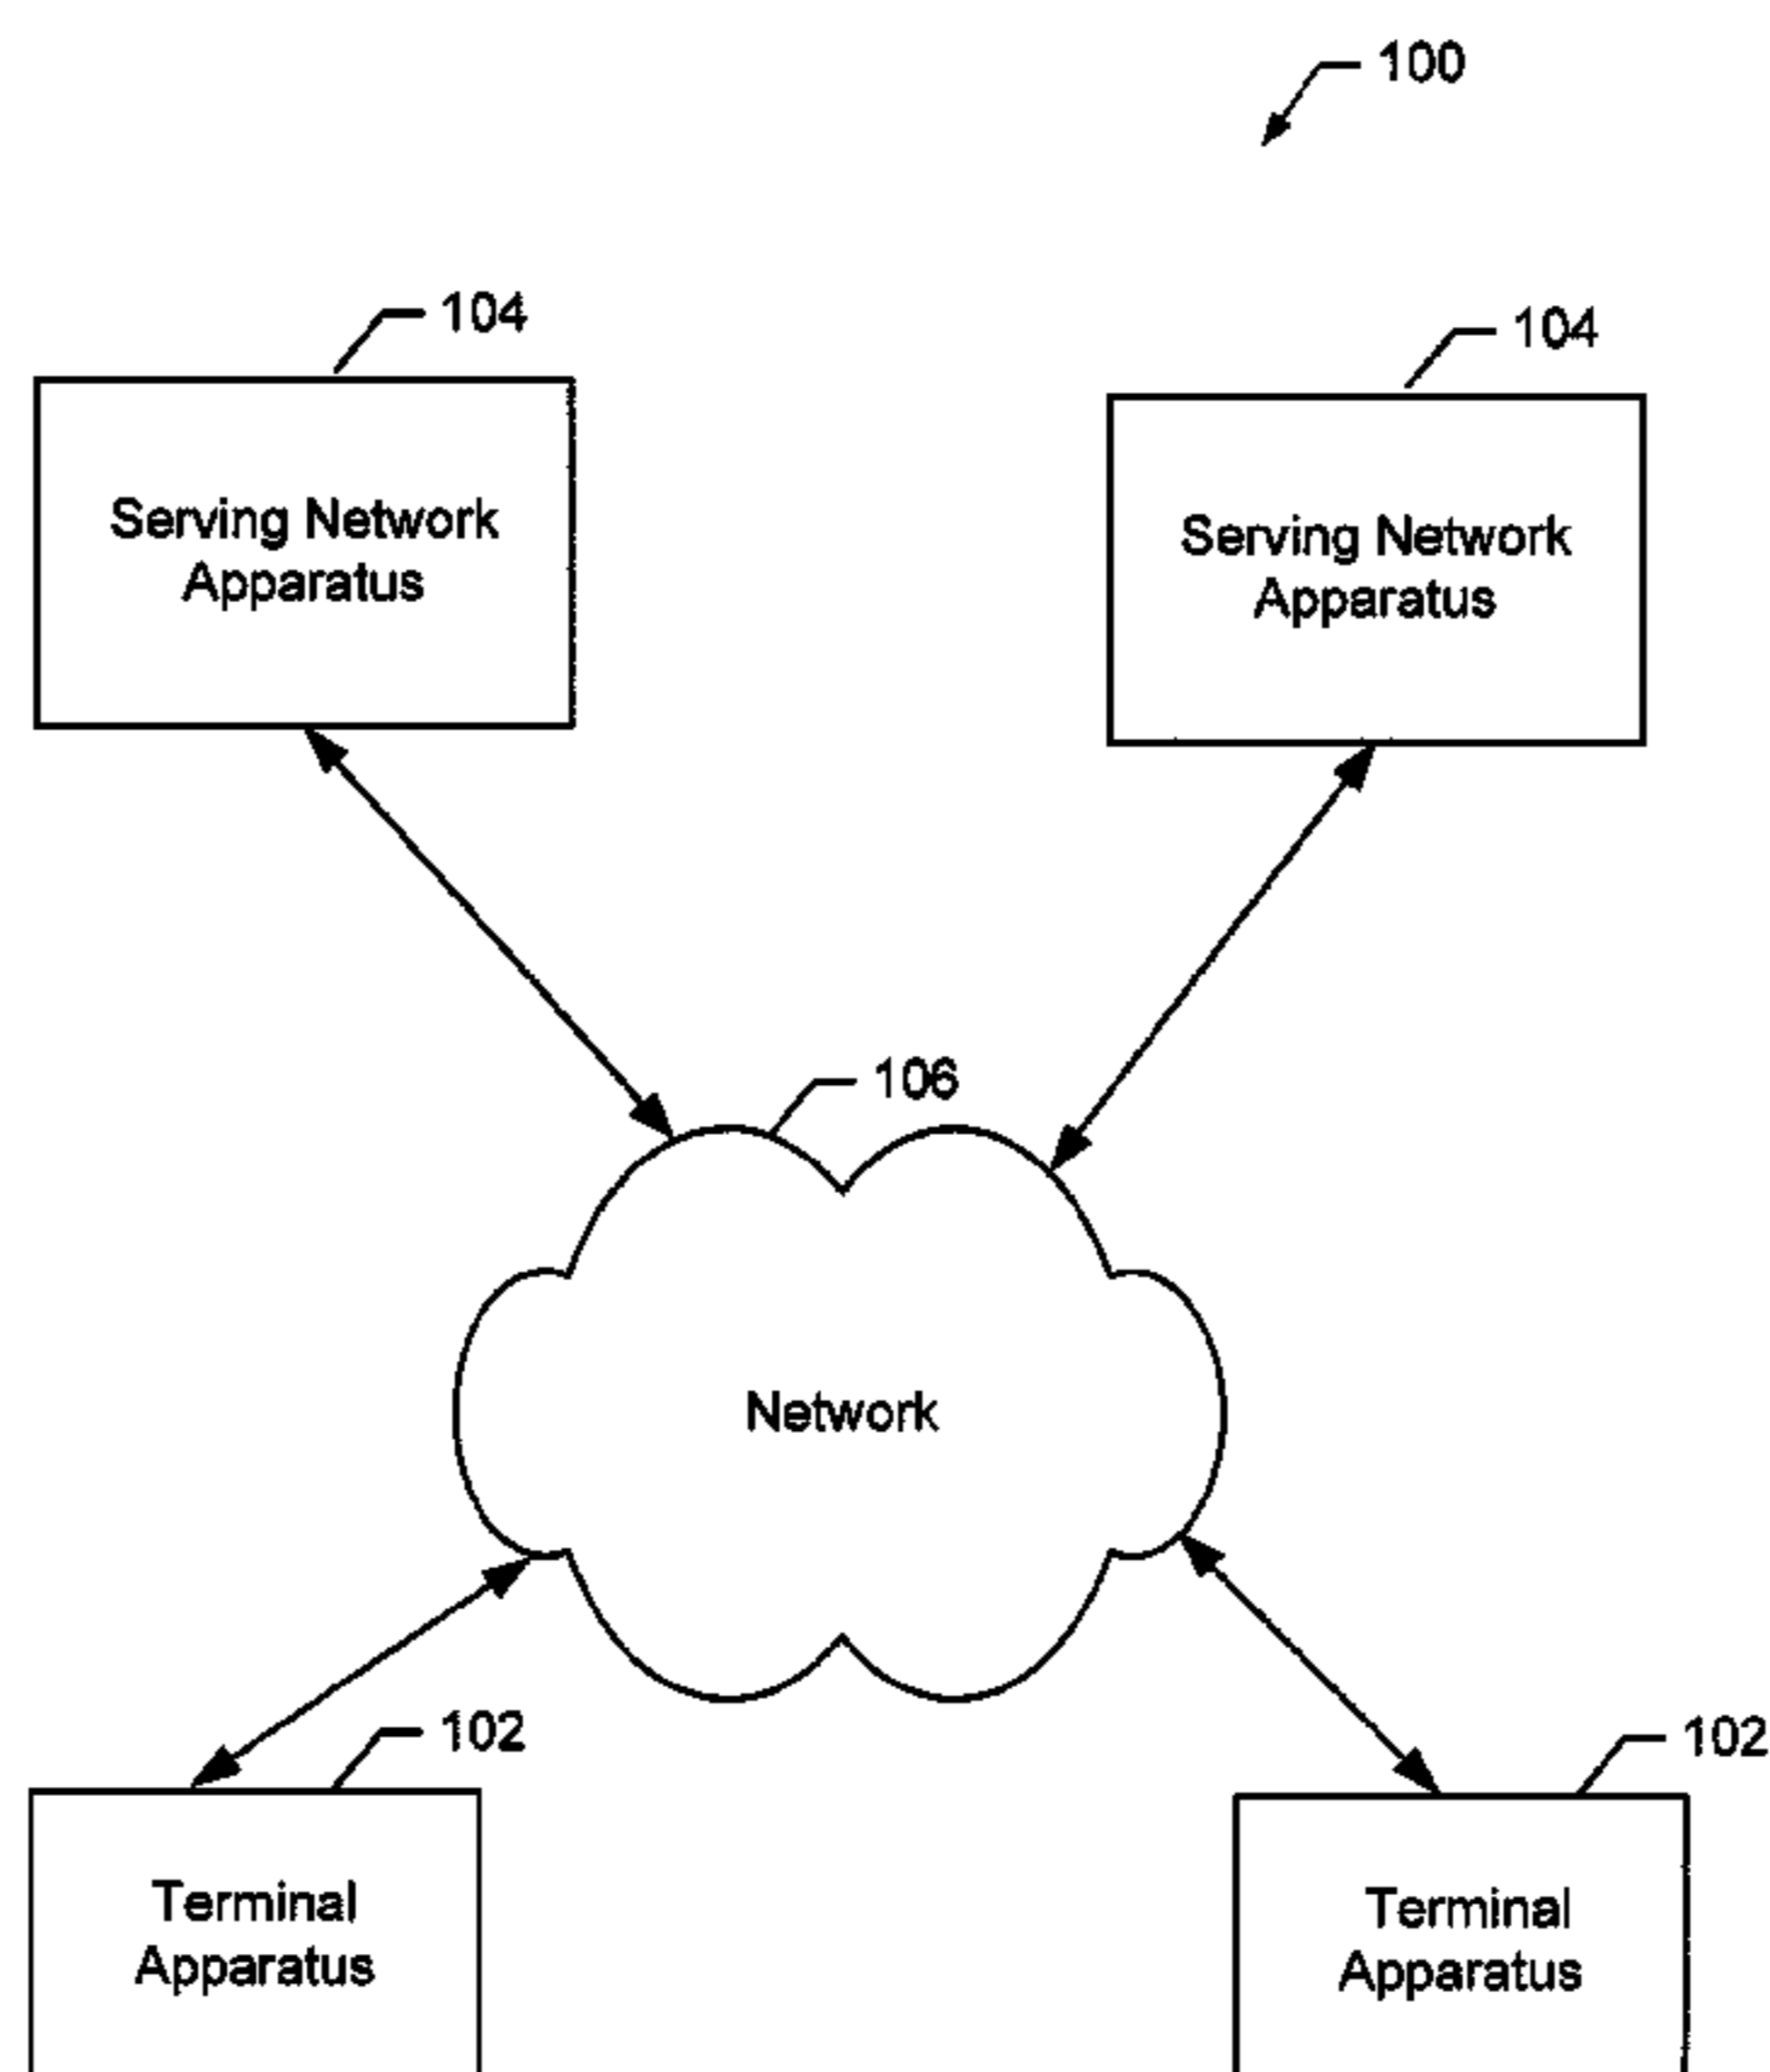 100
104
104
Serving Network
Apparatus
Serving Network
Apparatus
106
Network
102
102
Terminal
Apparatus
Terminal
Apparatus